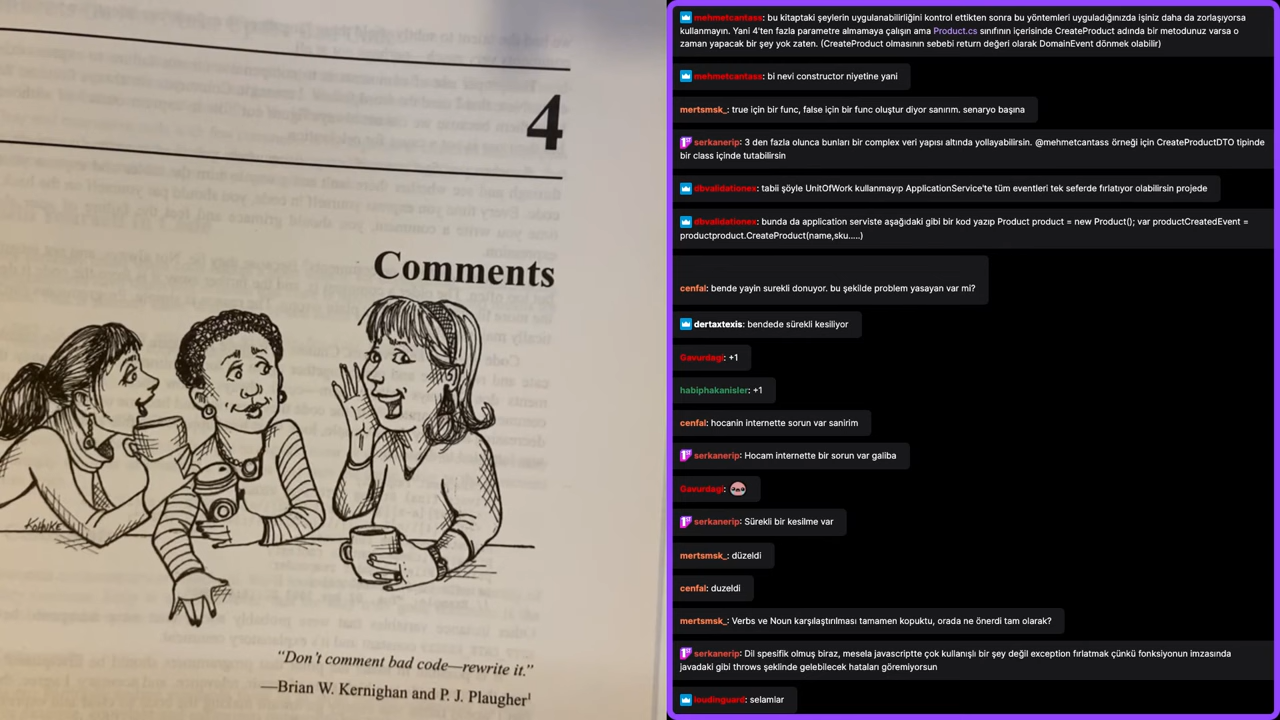 4
Comments
KOHNKE
“Don’t comment bad code—rewrite it.”
—Brian W. Kernighan and P. J. Plaugher¹
mehmetcantass: bu kitaptaki şeylerin uygulanabilirliğini kontrol ettikten sonra bu yöntemleri uyguladığınızda işiniz daha da zorlaşıyorsa
kullanmayın. Yani 4'ten fazla parametre almamaya çalışın ama Product.cs sınıfının içerisinde CreateProduct adında bir metodunuz varsa o
zaman yapacak bir şey yok zaten. (CreateProduct olmasının sebebi return değeri olarak DomainEvent dönmek olabilir)
mehmetcantass: bi nevi constructor niyetine yani
mertsmsk_: true için bir func, false için bir func oluştur diyor sanırım. senaryo başına
serkanerip: 3 den fazla olunca bunları bir complex veri yapısı altında yollayabilirsin. @mehmetcantass örneği için CreateProductDTO tipinde
bir class içinde tutabilirsin
dbvalidationex: tabii şöyle UnitOfWork kullanmayıp ApplicationService'te tüm eventleri tek seferde fırlatıyor olabilirsin projede
dbvalidationex: bunda da application serviste aşağıdaki gibi bir kod yazıp Product product = new Product(); var productCreatedEvent =
productproduct.CreateProduct(name,sku.....)
cenfal: bende yayin surekli donuyor. bu şekilde problem yasayan var mi?
dertaxtexis: bendede sürekli kesiliyor
Gavurdagi: +1
habiphakanisler: +1
cenfal: hocanin internette sorun var sanirim
serkanerip: Hocam internette bir sorun var galiba
Gavurdagi:
serkanerip: Sürekli bir kesilme var
mertsmsk_: düzeldi
cenfal: duzeldi
mertsmsk_: Verbs ve Noun karşılaştırılması tamamen kopuktu, orada ne önerdi tam olarak?
serkanerip: Dil spesifik olmuş biraz, mesela javascriptte çok kullanışlı bir şey değil exception fırlatmak çünkü fonksiyonun imzasında
javadaki gibi throws şeklinde gelebilecek hataları göremiyorsun
loudinguard: selamlar